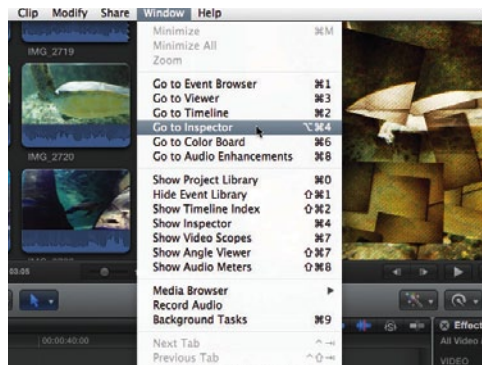 Clip Modify Share Window Help
IMG_2719
IMG_2720
Minimize ⌘M
Minimize All
Zoom
Go to Event Browser ⌘1
Go to Viewer ⌘3
Go to Timeline ⌘2
Go to Inspector ⌥⌘4
Go to Color Board ⌘6
Go to Audio Enhancements ⌘8
Show Project Library ⌘0
Hide Event Library ⇧⌘1
Show Timeline Index ⇧⌘2
Show Inspector ⌘4
Show Video Scopes ⌘7
Show Angle Viewer ⇧⌘7
Show Audio Meters ⇧⌘8
Media Browser ▶
Record Audio
Background Tasks ⌘9
Next Tab ^⇥
Previous Tab ^⇧⇥
00:00:40:00
Effect
All Video
VIDEO